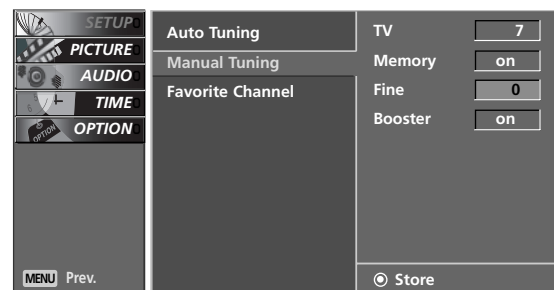 SETUP
PICTURE
AUDIO
TIME
OPTION
OPTION
MENU Prev.
Auto Tuning
Manual Tuning
Favorite Channel
TV 7
Memory on
Fine 0
Booster on
Store